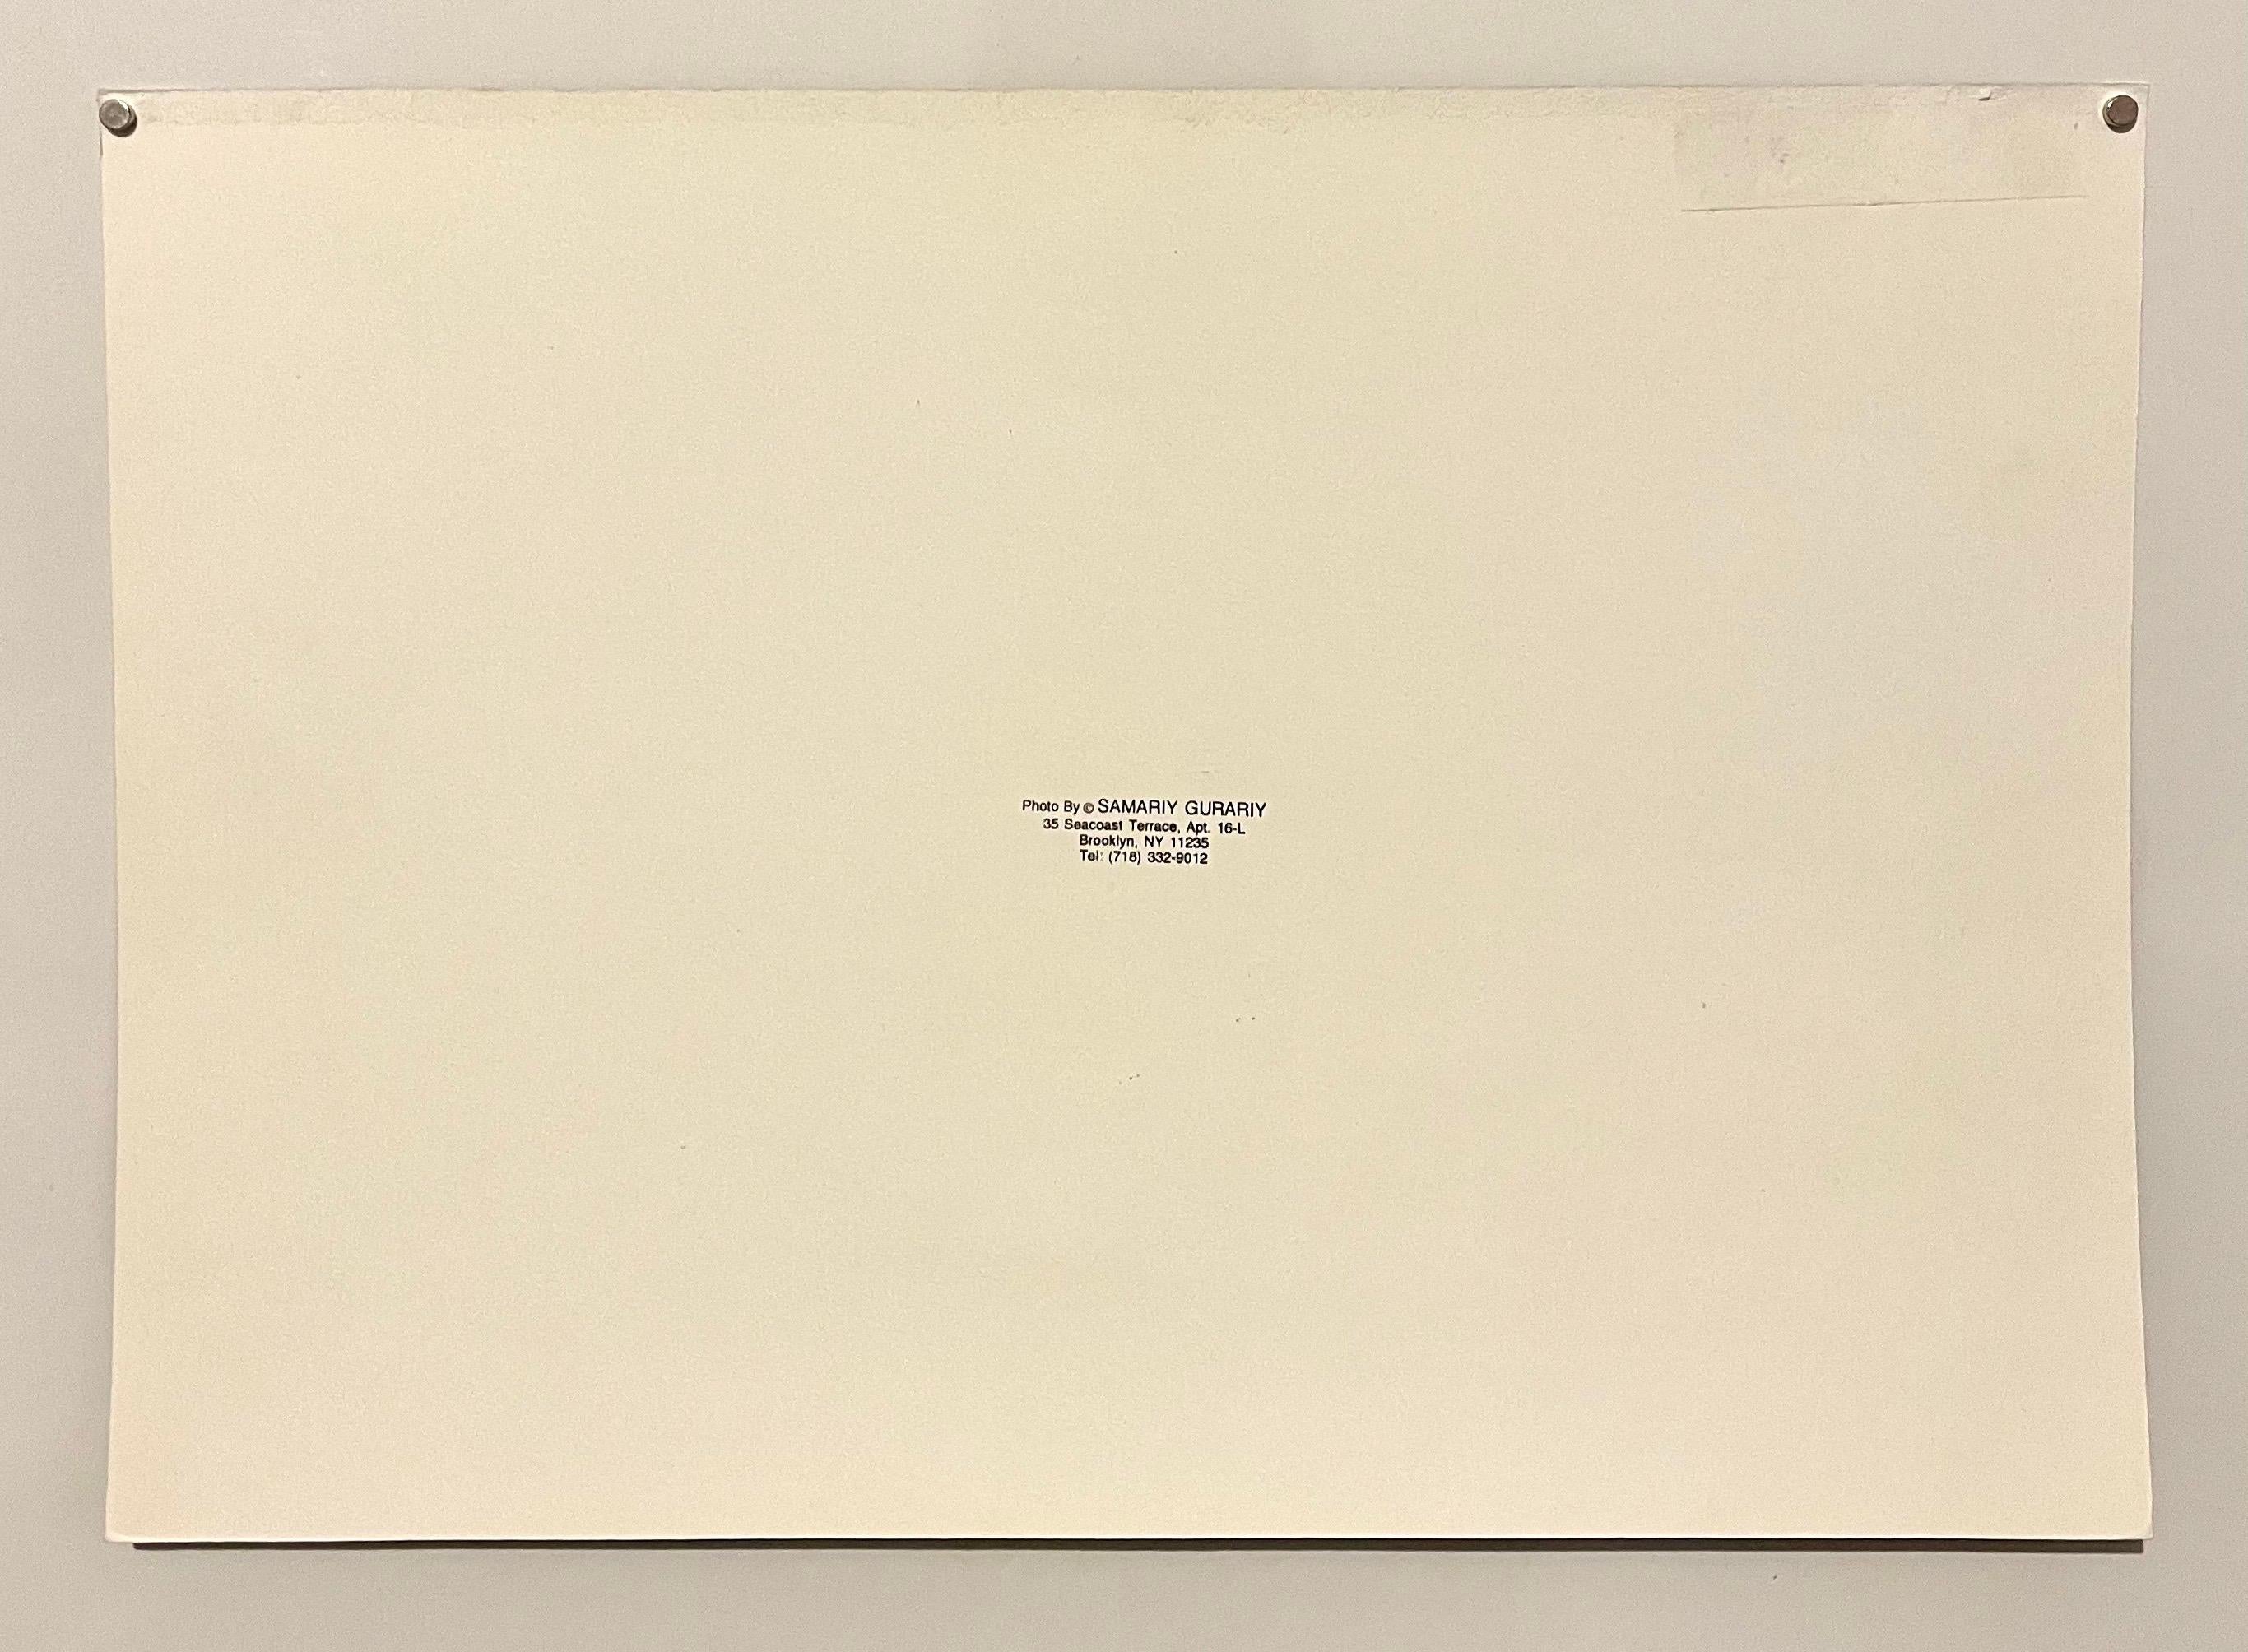 Photo By © SAMARIY GURARIY
35 Seacoast Terrace, Apt. 16-L
Brooklyn, NY 11235
Tel: (718) 332-9012